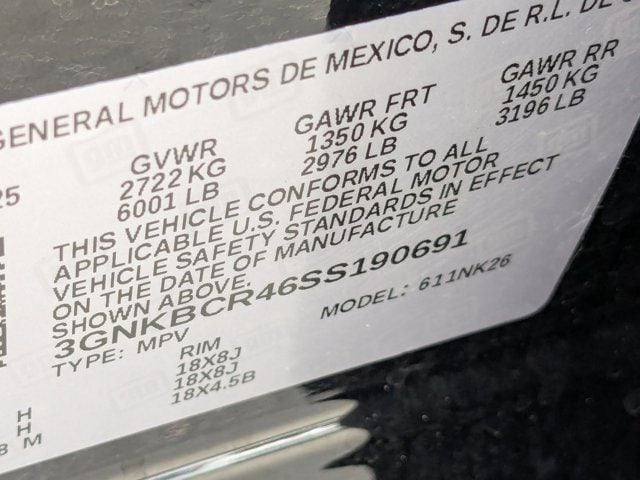 GENERAL MOTORS DE MEXICO, S. DE R.L. DE
25
GVWR GAWR FRT GAWR RR
2722 KG 1350 KG 1450 KG
6001 LB 2976 LB 3196 LB
THIS VEHICLE CONFORMS TO ALL
APPLICABLE U.S. FEDERAL MOTOR
VEHICLE SAFETY STANDARDS IN EFFECT
ON THE DATE OF MANUFACTURE
SHOWN ABOVE.
3GNKBCR46SS190691
TYPE: MPV MODEL: 611NK26
RIM
18X8J
H 18X8J
H 18X4.5B
B M